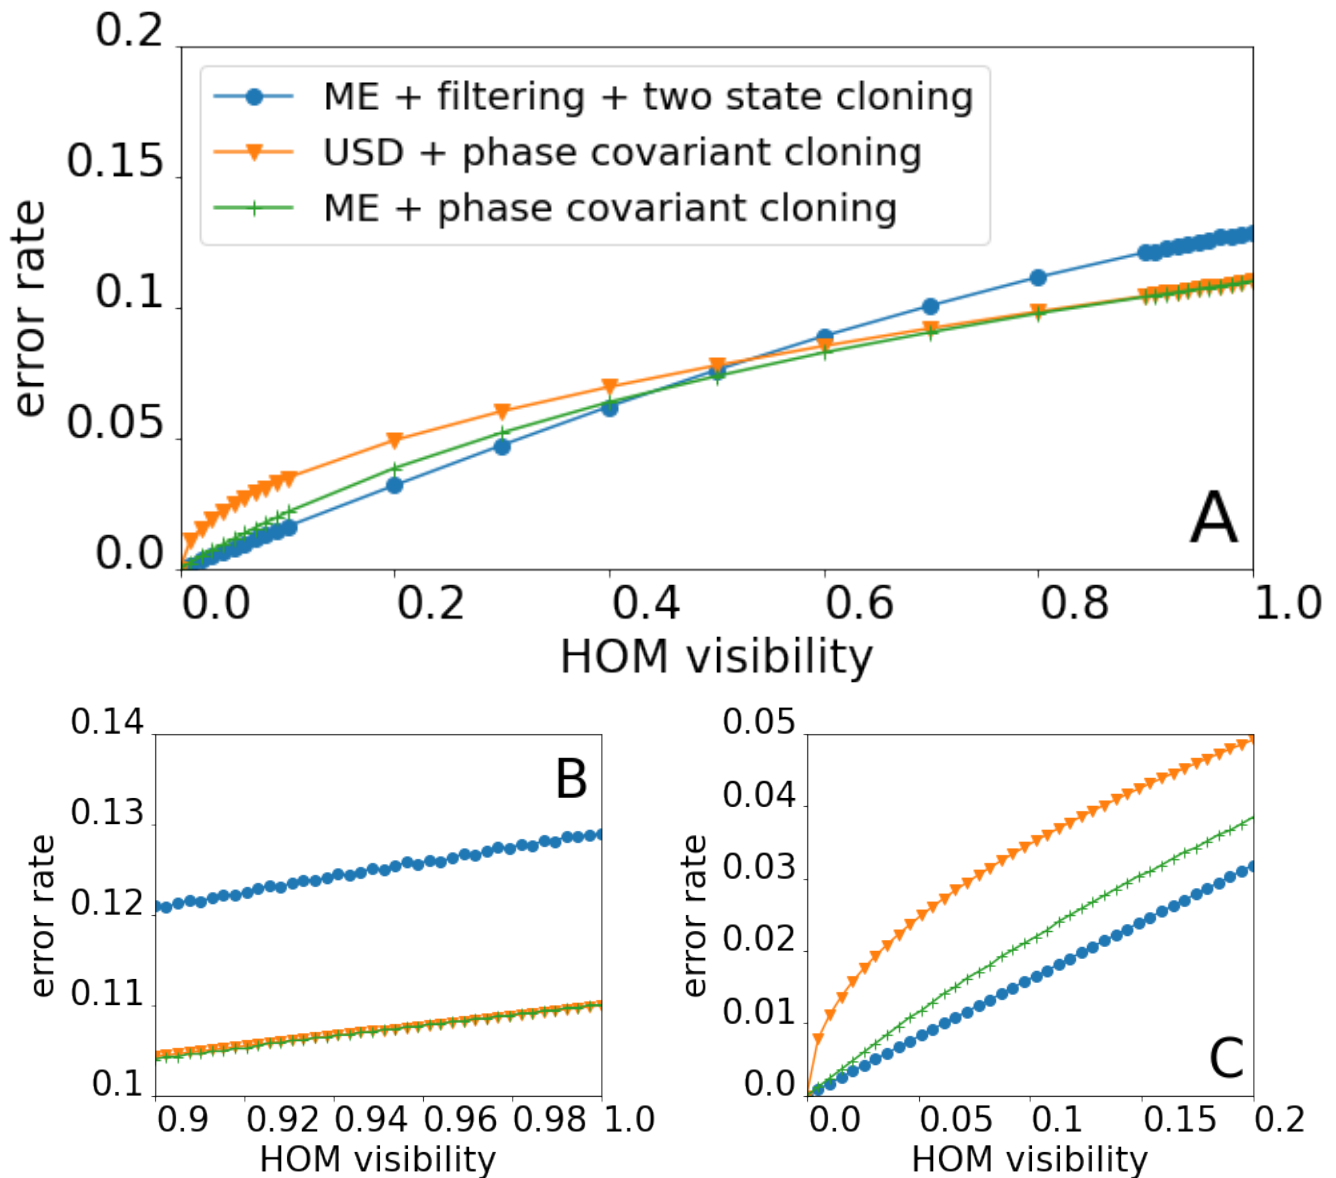 0.2
0.15
0.1
0.05
0.0
error rate
ME + filtering + two state cloning
USD + phase covariant cloning
ME + phase covariant cloning
A
0.0 0.2 0.4 0.6 0.8 1.0
HOM visibility
0.14
0.13
0.12
0.111
0.1
error rate
B
0.9 0.92 0.94 0.96 0.98 1.0
HOM visibility
0.05
0.04
0.03
0.02
0.01
0.0
error rate
C
0.0 0.05 0.1 0.15 0.2
HOM visibility